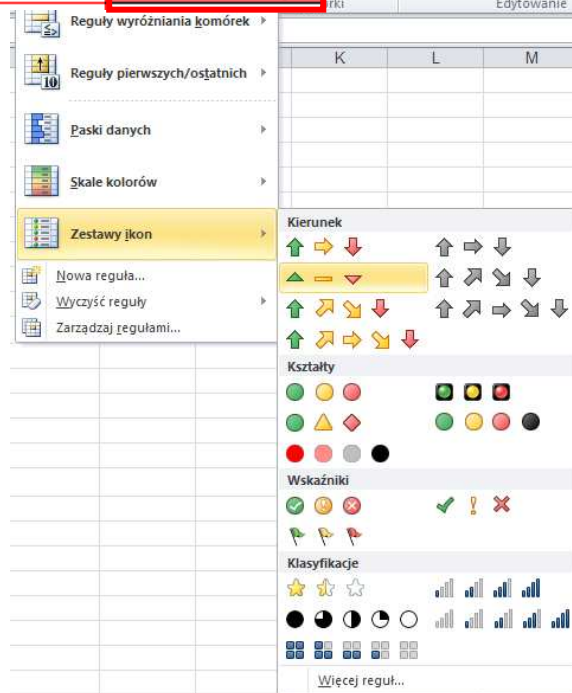 Edytowanie
Reguły wyróżniania komórek
Reguły pierwszych/ostatnich
Paski danych
Skale kolorów
Zestawy ikon
Nowa reguła...
Wyczyść reguły
Zarządzaj regułami...
K L M
Kierunek
Kształty
Wskaźniki
Klasyfikacje
Więcej reguł...